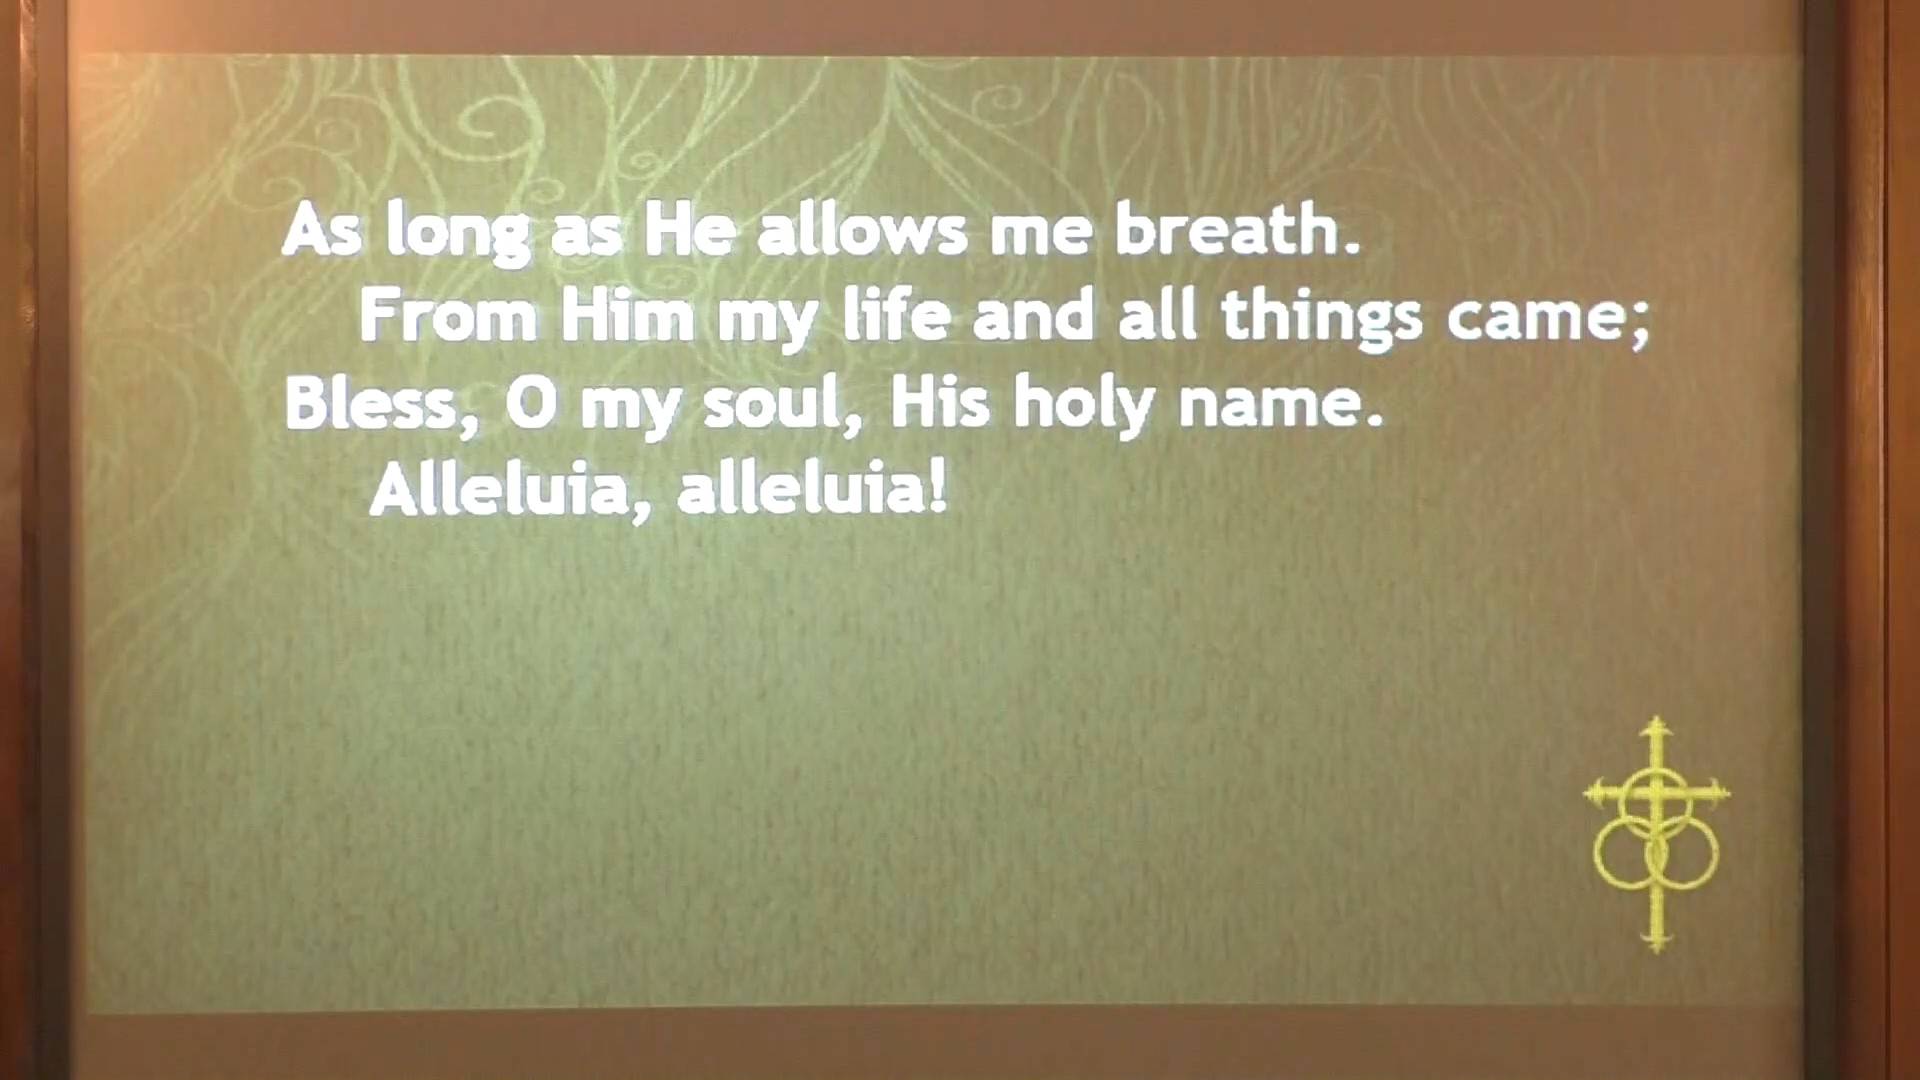 As long as He allows me breath.
From Him my life and all things came;
Bless, O my soul, His holy name.
Alleluia, alleluia!